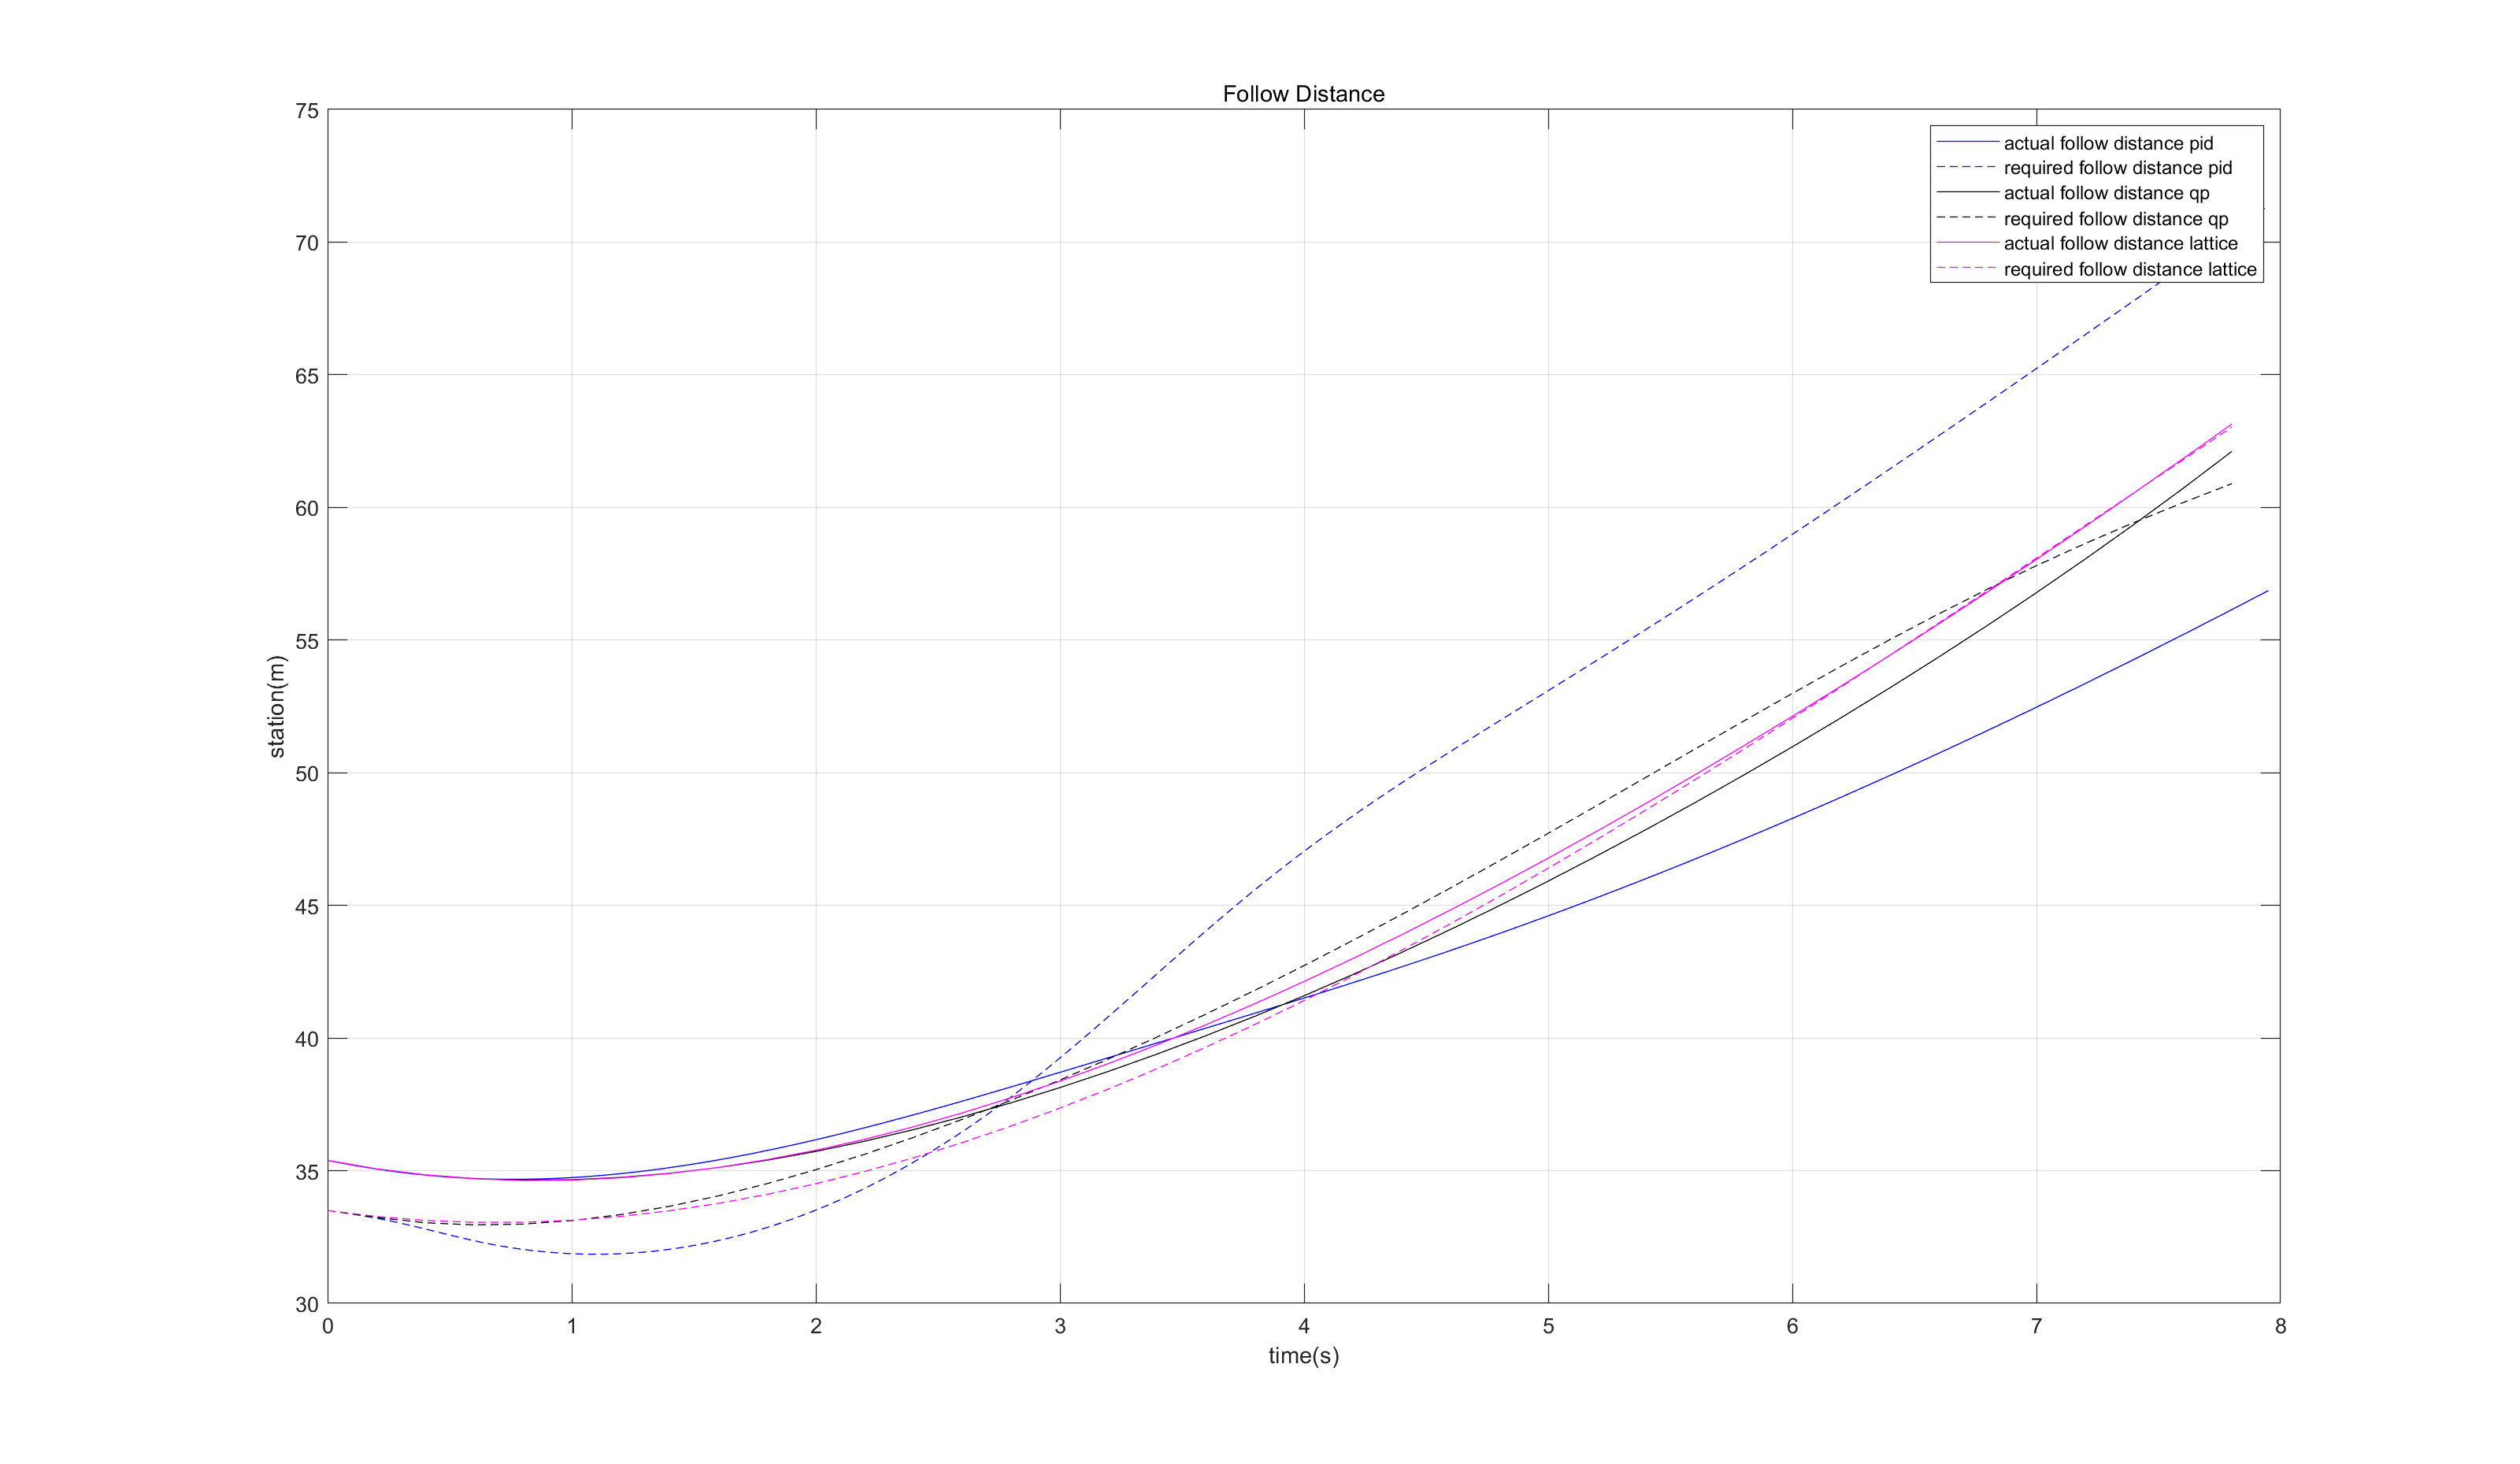 Follow Distance
75
70
65
60
55
50
45
40
35
30
station(m)
actual follow distance pid
required follow distance pid
actual follow distance qp
required follow distance qp
actual follow distance lattice
required follow distance lattice
0 1 2 3 4 5 6 7 8
time(s)